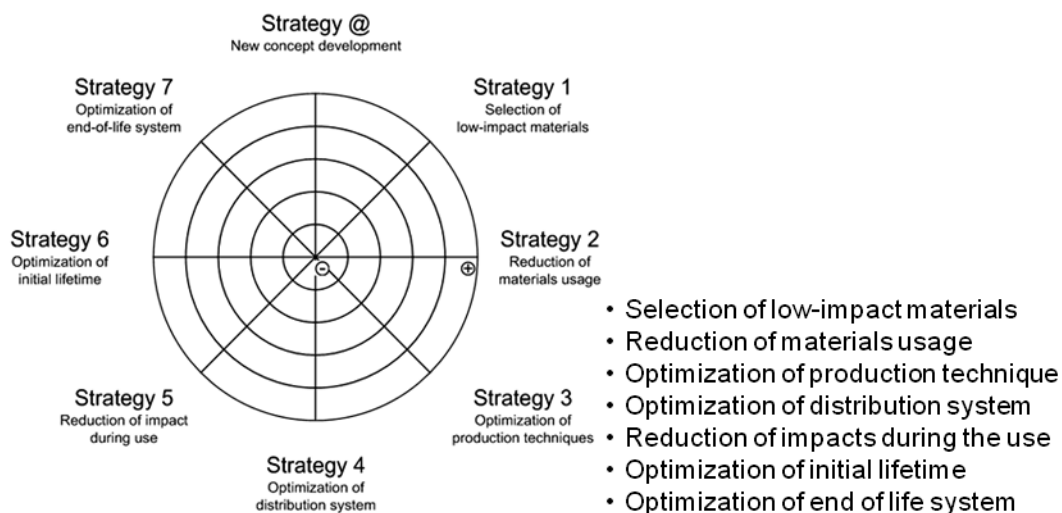 Strategy @
New concept development
Strategy 7
Optimization of
end-of-life system
Strategy 1
Selection of
low-impact materials
Strategy 6
Optimization of
initial lifetime
Strategy 2
Reduction of
materials usage
Strategy 5
Reduction of impact
during use
Strategy 3
Optimization of
production techniques
Strategy 4
Optimization of
distribution system
-
+
• Selection of low-impact materials
• Reduction of materials usage
• Optimization of production technique
• Optimization of distribution system
• Reduction of impacts during the use
• Optimization of initial lifetime
• Optimization of end of life system